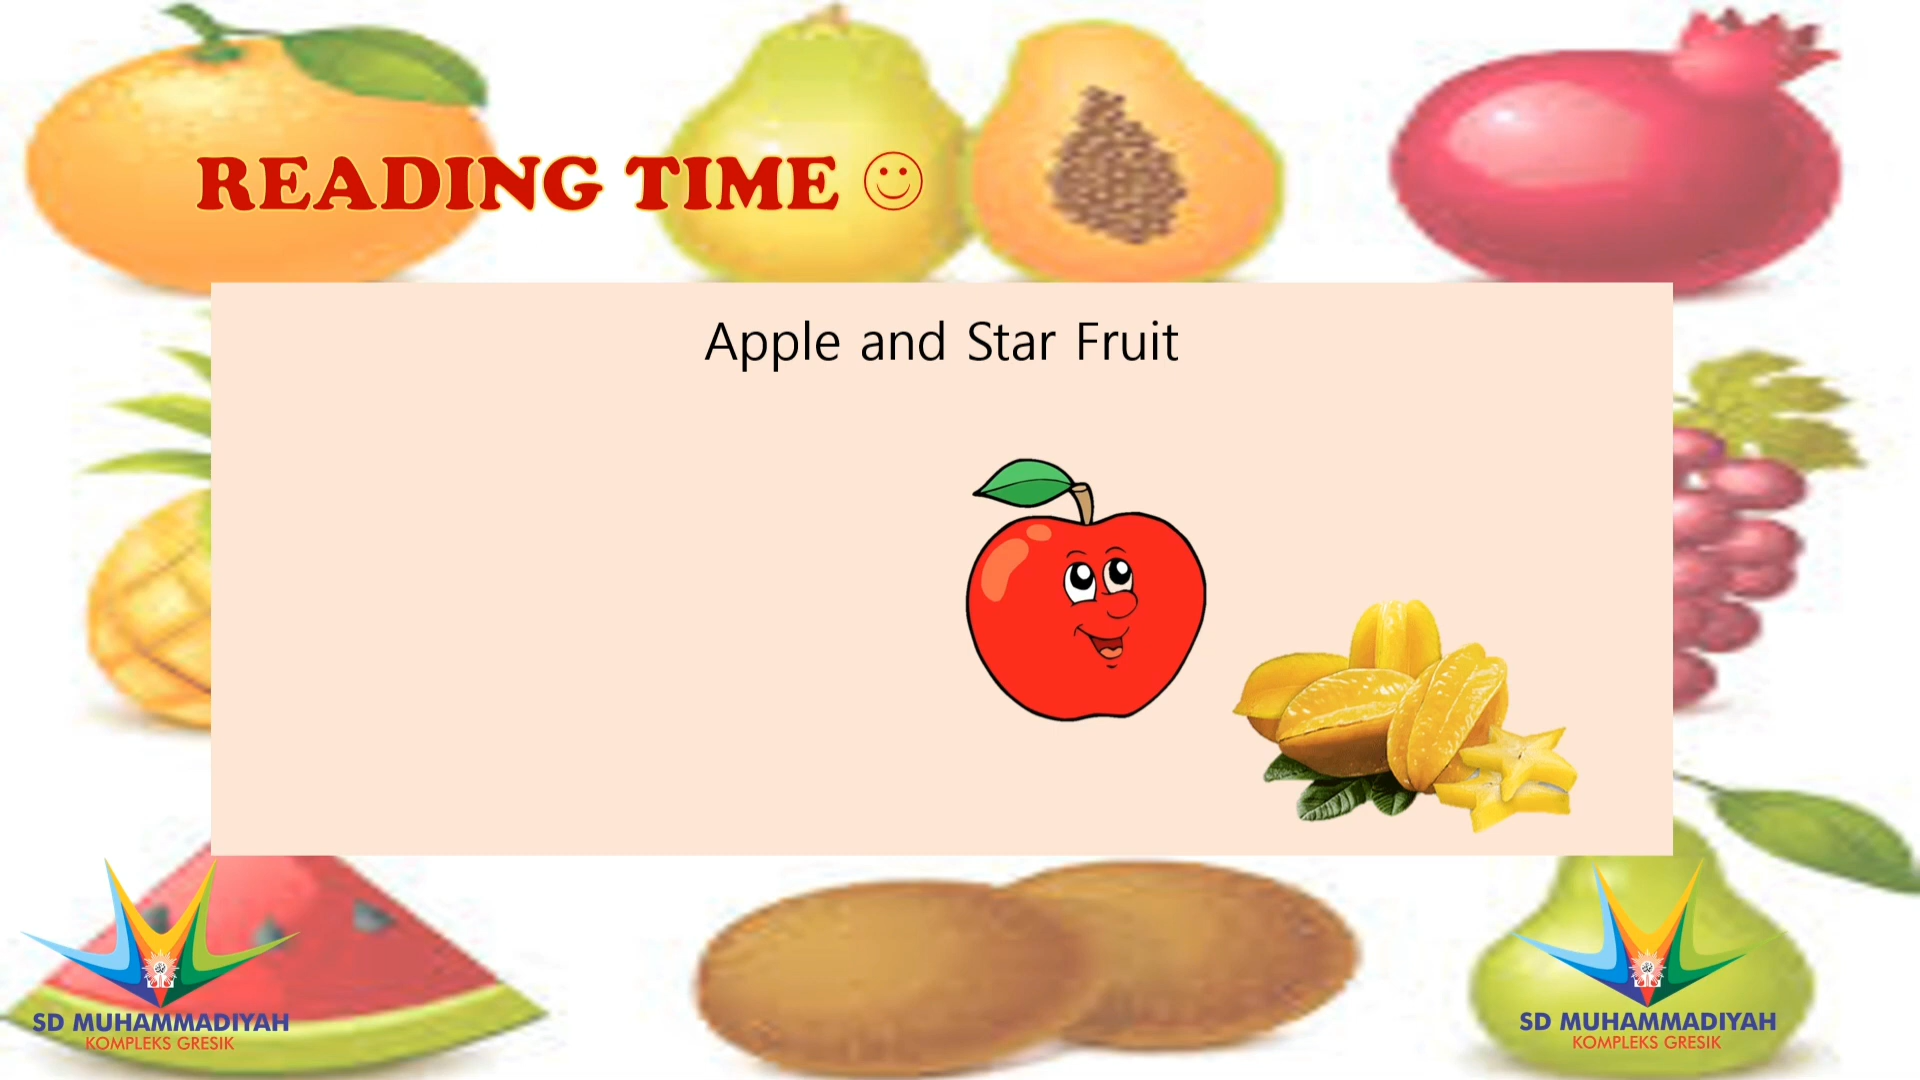 READING TIME ☺
Apple and Star Fruit
SD MUHAMMADIYAH
KOMPLEKS GRESIK
SD MUHAMMADIYAH
KOMPLEKS GRESIK